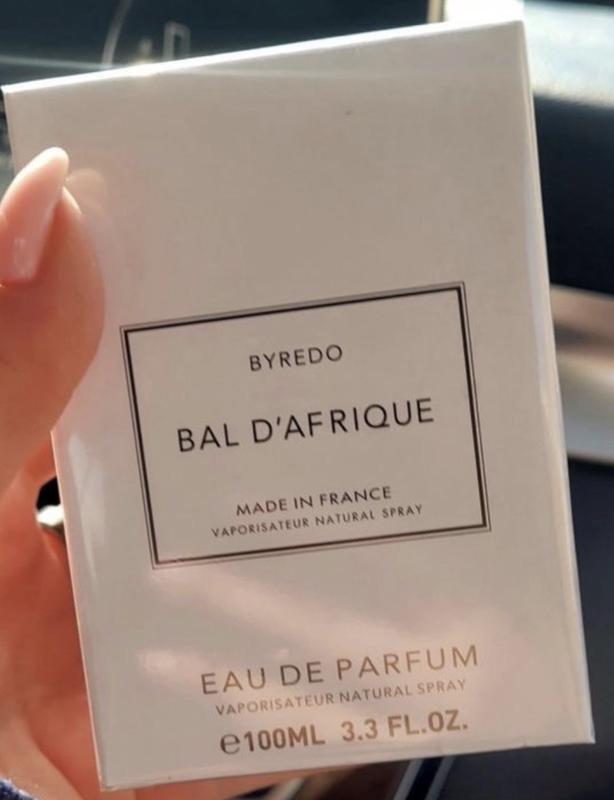 BYREDO
BAL D'AFRIQUE
MADE IN FRANCE
VAPORISATEUR NATURAL SPRAY
EAU DE PARFUM
VAPORISATEUR NATURAL SPRAY
℮100ML 3.3 FL.OZ.